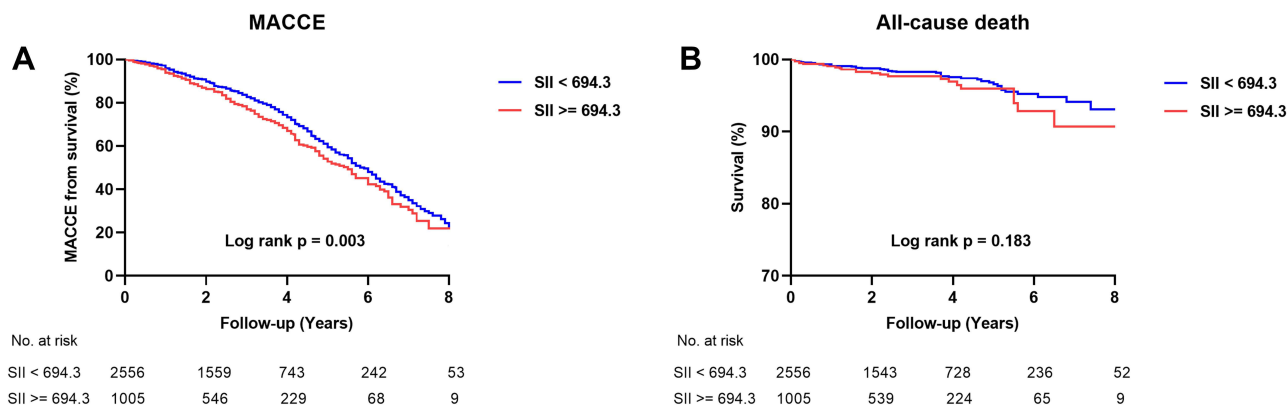 MACCE
A
MACCE from survival (%)
100
80
60
40
20
0
0 2 4 6 8
Follow-up (Years)
SII < 694.3
SII >= 694.3
Log rank p = 0.003
No. at risk
SII < 694.3 2556 1559 743 242 53
SII >= 694.3 1005 546 229 68 9
All-cause death
B
Survival (%)
100
90
80
70
0 2 4 6 8
Follow-up (Years)
SII < 694.3
SII >= 694.3
Log rank p = 0.183
No. at risk
SII < 694.3 2556 1543 728 236 52
SII >= 694.3 1005 539 224 65 9